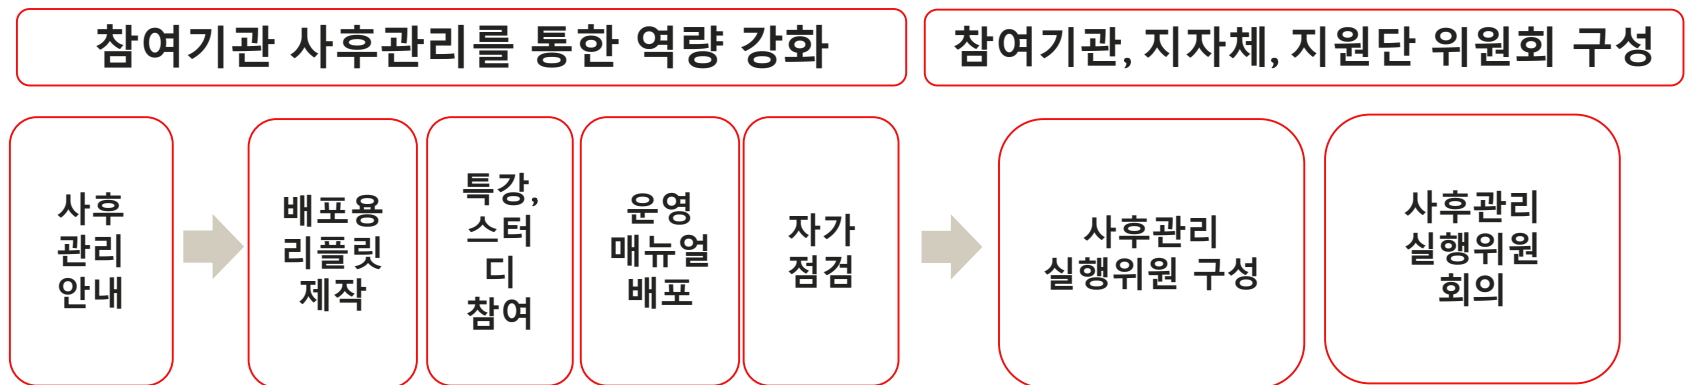 참여기관 사후관리를 통한 역량 강화
참여기관, 지자체, 지원단 위원회 구성
사후
관리
안내
배포용
리플릿
제작
특강,
스터
디
참여
운영
매뉴얼
배포
자가
점검
사후관리
실행위원 구성
사후관리
실행위원
회의